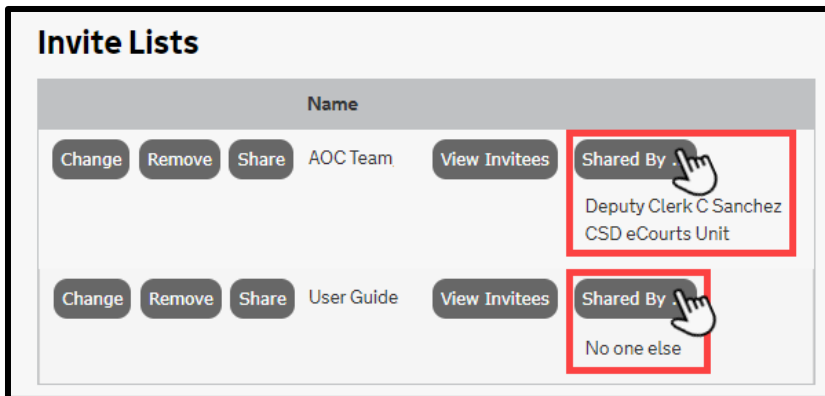 Invite Lists
Name
Change Remove Share AOC Team View Invitees Shared By .
Deputy Clerk C Sanchez
CSD eCourts Unit
Change Remove Share User Guide View Invitees Shared By .
No one else